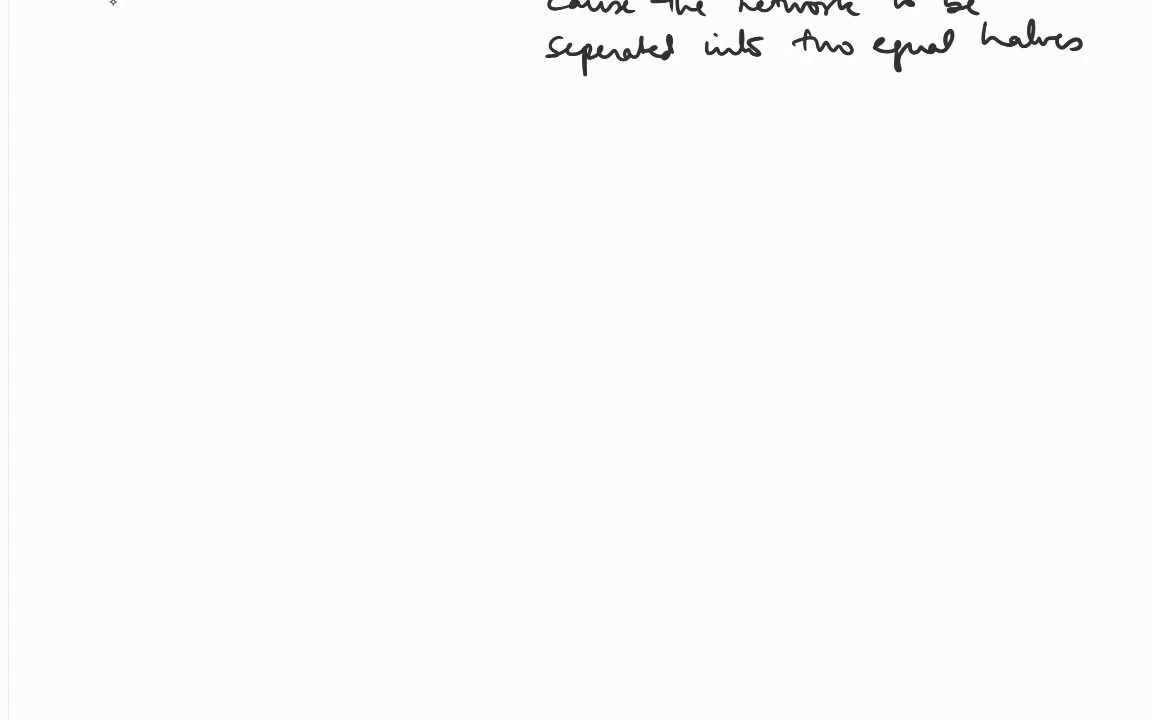 cause the network to be
seperated into two equal halves